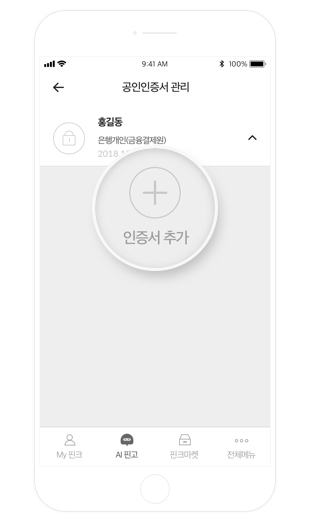 9:41 AM
100%
공인인증서 관리
홍길동
은행개인(금융결제원)
2018.
인증서 추가
My 핀크
AI 핀고
핀크마켓
전체메뉴